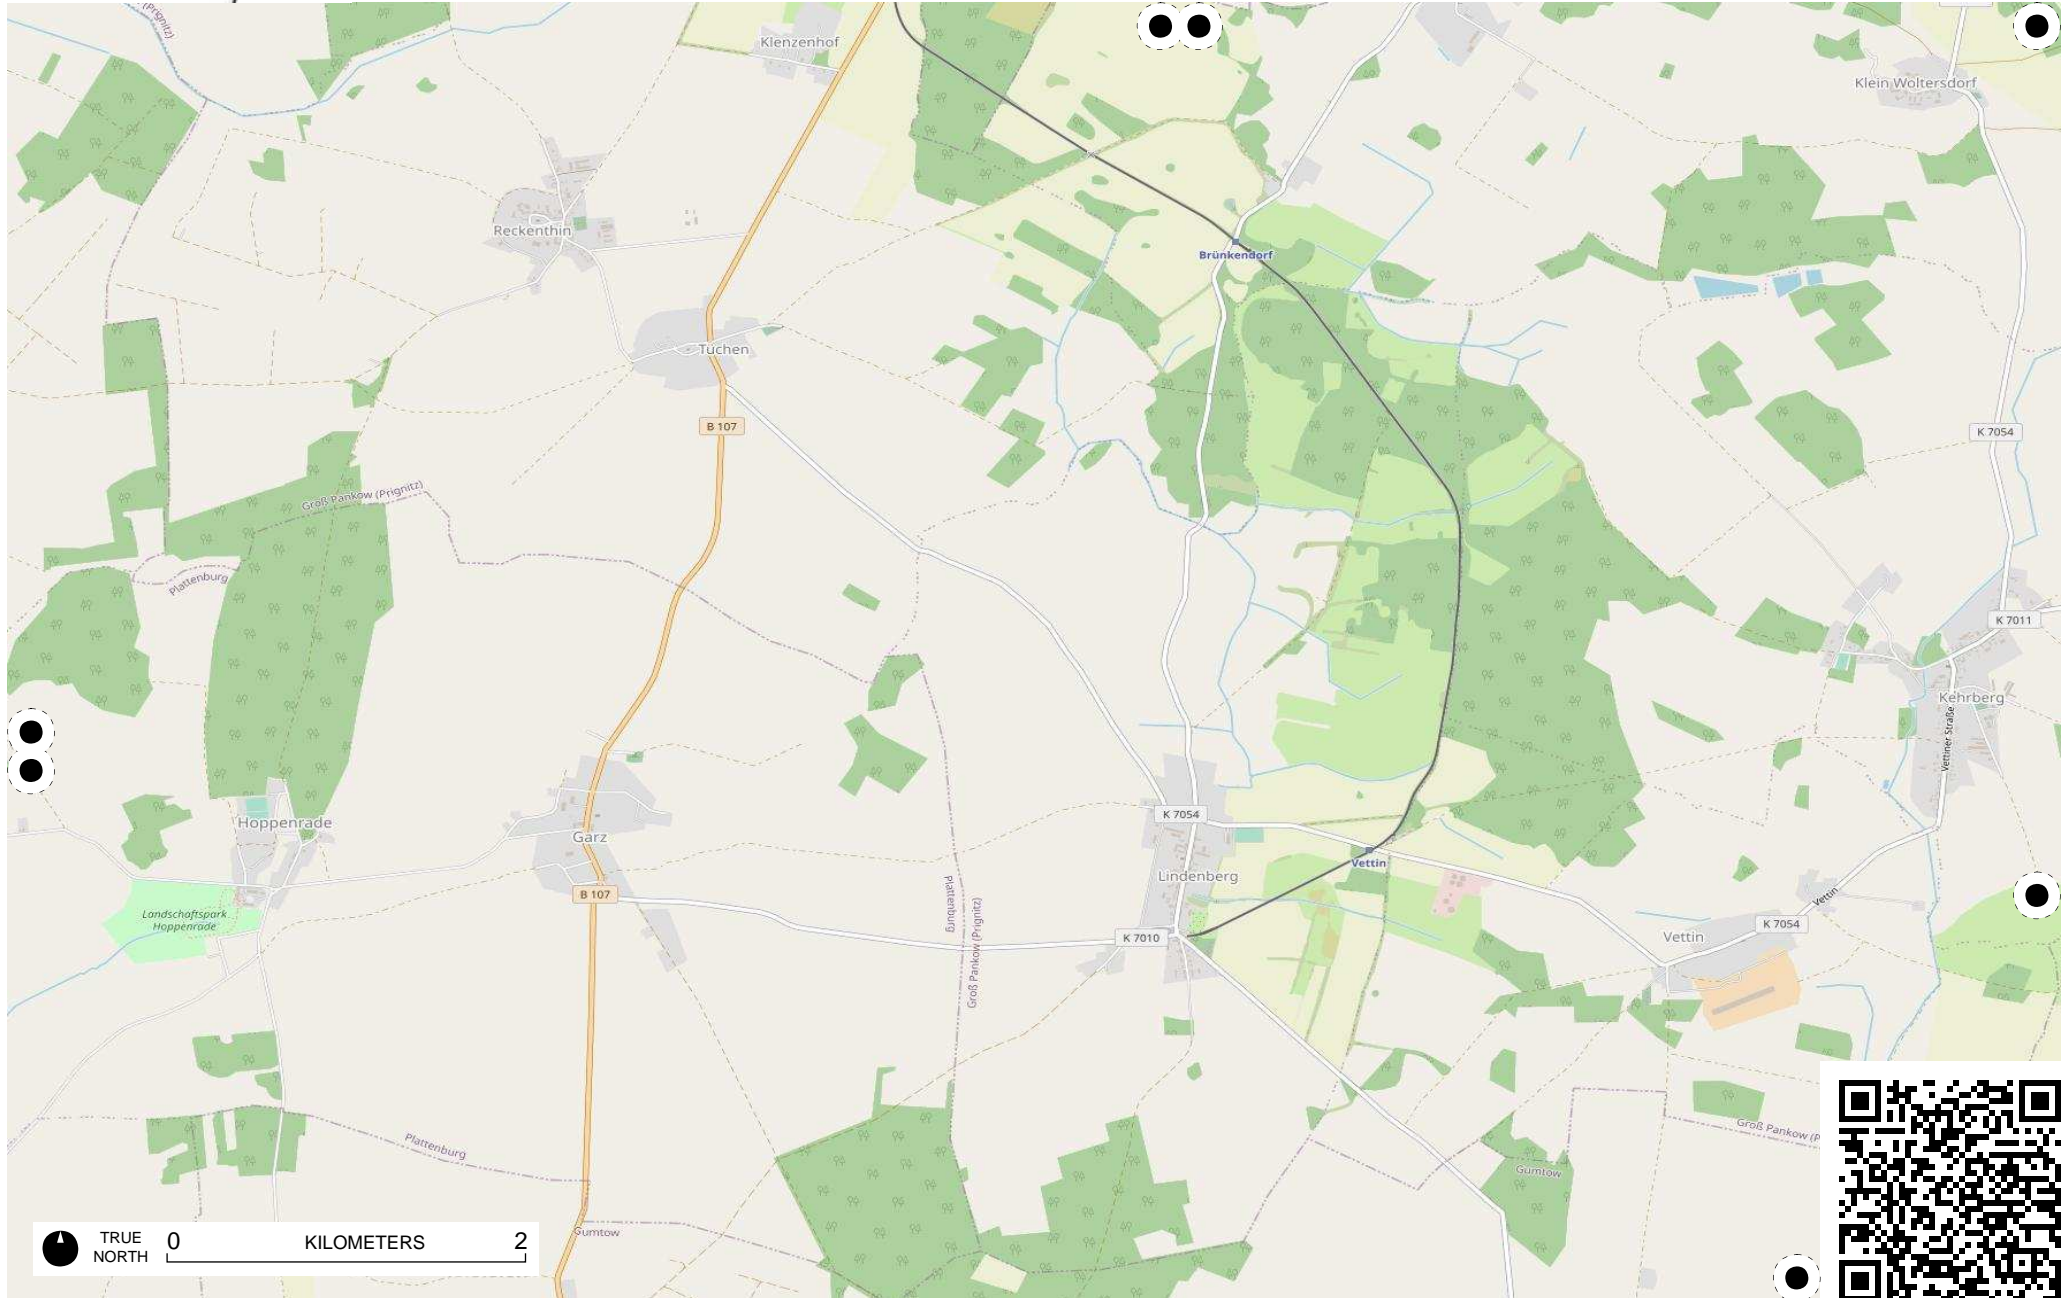 (Prignitz)
Klenzenhof
Klein Woltersdorf
Reckenthin
Brünkendorf
Tüchen
B 107
K 7054
Groß Pankow (Prignitz)
Plattenburg
K 7011
Kehrberg
Vettiner Straße
K 7054
Hoppenrade
Garz
Vettin
Lindenberg
B 107
Plattenburg
Groß Pankow (Prignitz)
Landschaftspark
Hoppenrade
Vettin
K 7054
Vettin
K 7010
Groß Pankow (P
Plattenburg
Gumtow
Gumtow
TRUE
NORTH
0 KILOMETERS 2